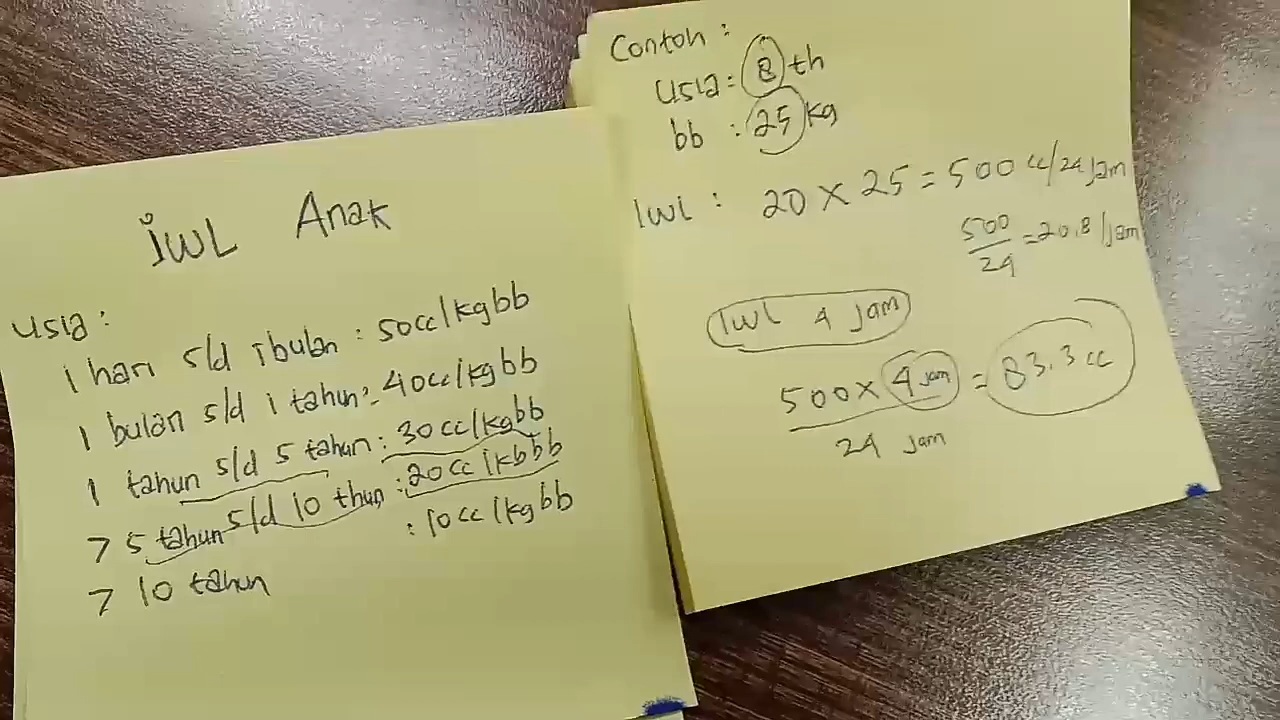 IWL Anak
usia:
1 hari s/d 1 bulan : 50cc/kgbb
1 bulan s/d 1 tahun : 40cc/kgbb
1 tahun s/d 5 tahun : 30cc/kgbb
> 5 tahun s/d 10 thun : 20cc/kbbb
> 10 tahun : 10cc/kgbb
Contoh :
usia : 8 th
bb : 25 kg
IWL : 20 x 25 = 500 cc/24 jam
500/24 = 20.8/jam
IWL 4 jam
500 x 4 jam = 83.3 cc
24 jam